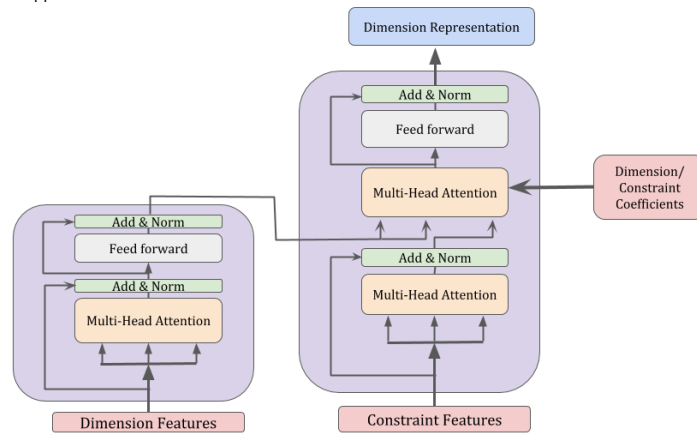 Dimension Representation
Add & Norm
Feed forward
Multi-Head Attention
Dimension/
Constraint
Coefficients
Add & Norm
Multi-Head Attention
Constraint Features
Add & Norm
Feed forward
Add & Norm
Multi-Head Attention
Dimension Features